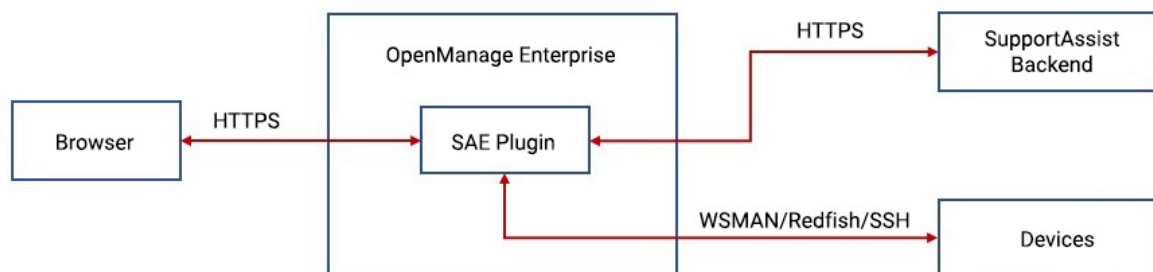 OpenManage Enterprise
HTTPS
SupportAssist
Backend
HTTPS
Browser
SAE Plugin
WSMAN/Redfish/SSH
Devices